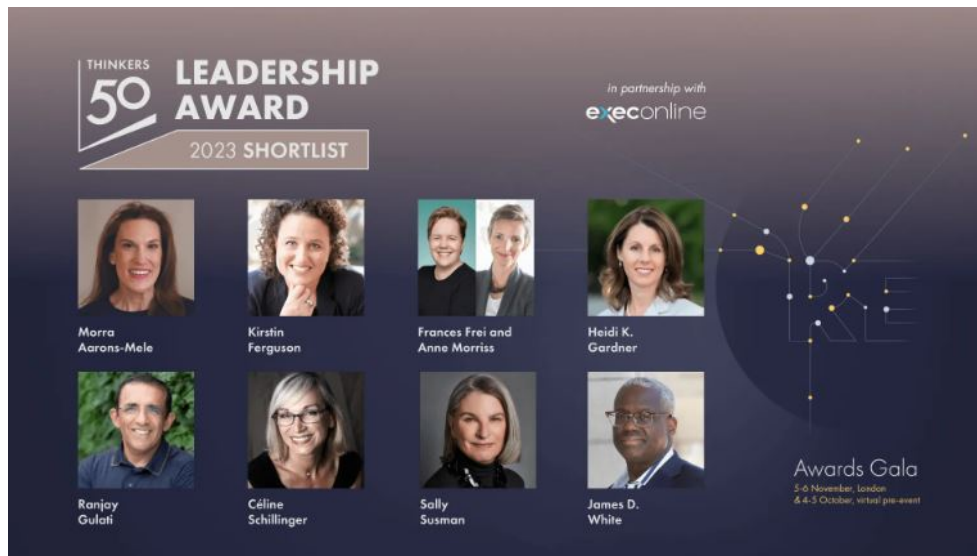 THINKERS
50
LEADERSHIP
AWARD
2023 SHORTLIST
in partnership with
execonline
Morra
Aarons-Mele
Kirstin
Ferguson
Frances Frei and
Anne Morriss
Heidi K.
Gardner
RE
Ranjay
Gulati
Céline
Schillinger
Sally
Susman
James D.
White
Awards Gala
5-6 November, London
& 4-5 October, virtual pre-event